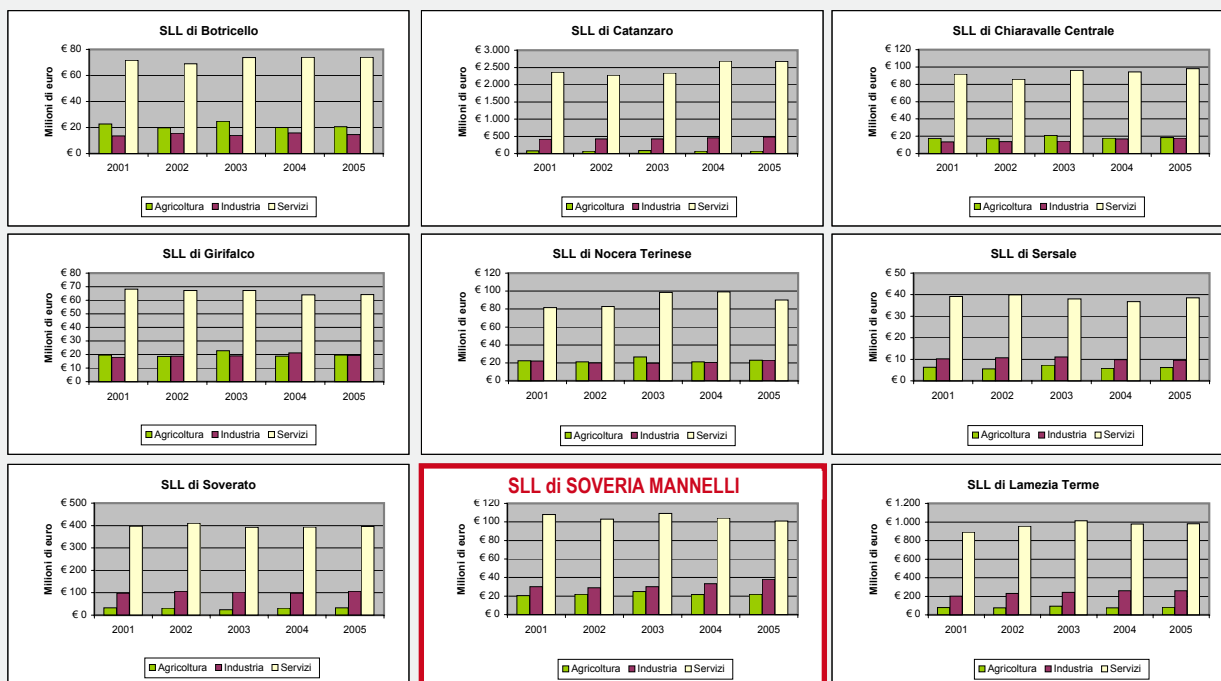 SLL di Botricello
Milioni di euro
€ 80
€ 60
€ 40
€ 20
€ 0
2001 2002 2003 2004 2005
Agricoltura Industria Servizi
SLL di Catanzaro
Milioni di euro
€ 3.000
€ 2.500
€ 2.000
€ 1.500
€ 1.000
€ 500
€ 0
2001 2002 2003 2004 2005
Agricoltura Industria Servizi
SLL di Chiaravalle Centrale
Milioni di euro
€ 120
€ 100
€ 80
€ 60
€ 40
€ 20
€ 0
2001 2002 2003 2004 2005
Agricoltura Industria Servizi
SLL di Girifalco
Milioni di euro
€ 80
€ 70
€ 60
€ 50
€ 40
€ 30
€ 20
€ 10
€ 0
2001 2002 2003 2004 2005
Agricoltura Industria Servizi
SLL di Nocera Terinese
Milioni di euro
€ 120
€ 100
€ 80
€ 60
€ 40
€ 20
€ 0
2001 2002 2003 2004 2005
Agricoltura Industria Servizi
SLL di Sersale
Milioni di euro
€ 50
€ 40
€ 30
€ 20
€ 10
€ 0
2001 2002 2003 2004 2005
Agricoltura Industria Servizi
SLL di Soverato
Milioni di euro
€ 500
€ 400
€ 300
€ 200
€ 100
€ 0
2001 2002 2003 2004 2005
Agricoltura Industria Servizi
SLL di SOVERIA MANNELLI
Milioni di euro
€ 120
€ 100
€ 80
€ 60
€ 40
€ 20
€ 0
2001 2002 2003 2004 2005
Agricoltura Industria Servizi
SLL di Lamezia Terme
Milioni di euro
€ 1.200
€ 1.000
€ 800
€ 600
€ 400
€ 200
€ 0
2001 2002 2003 2004 2005
Agricoltura Industria Servizi